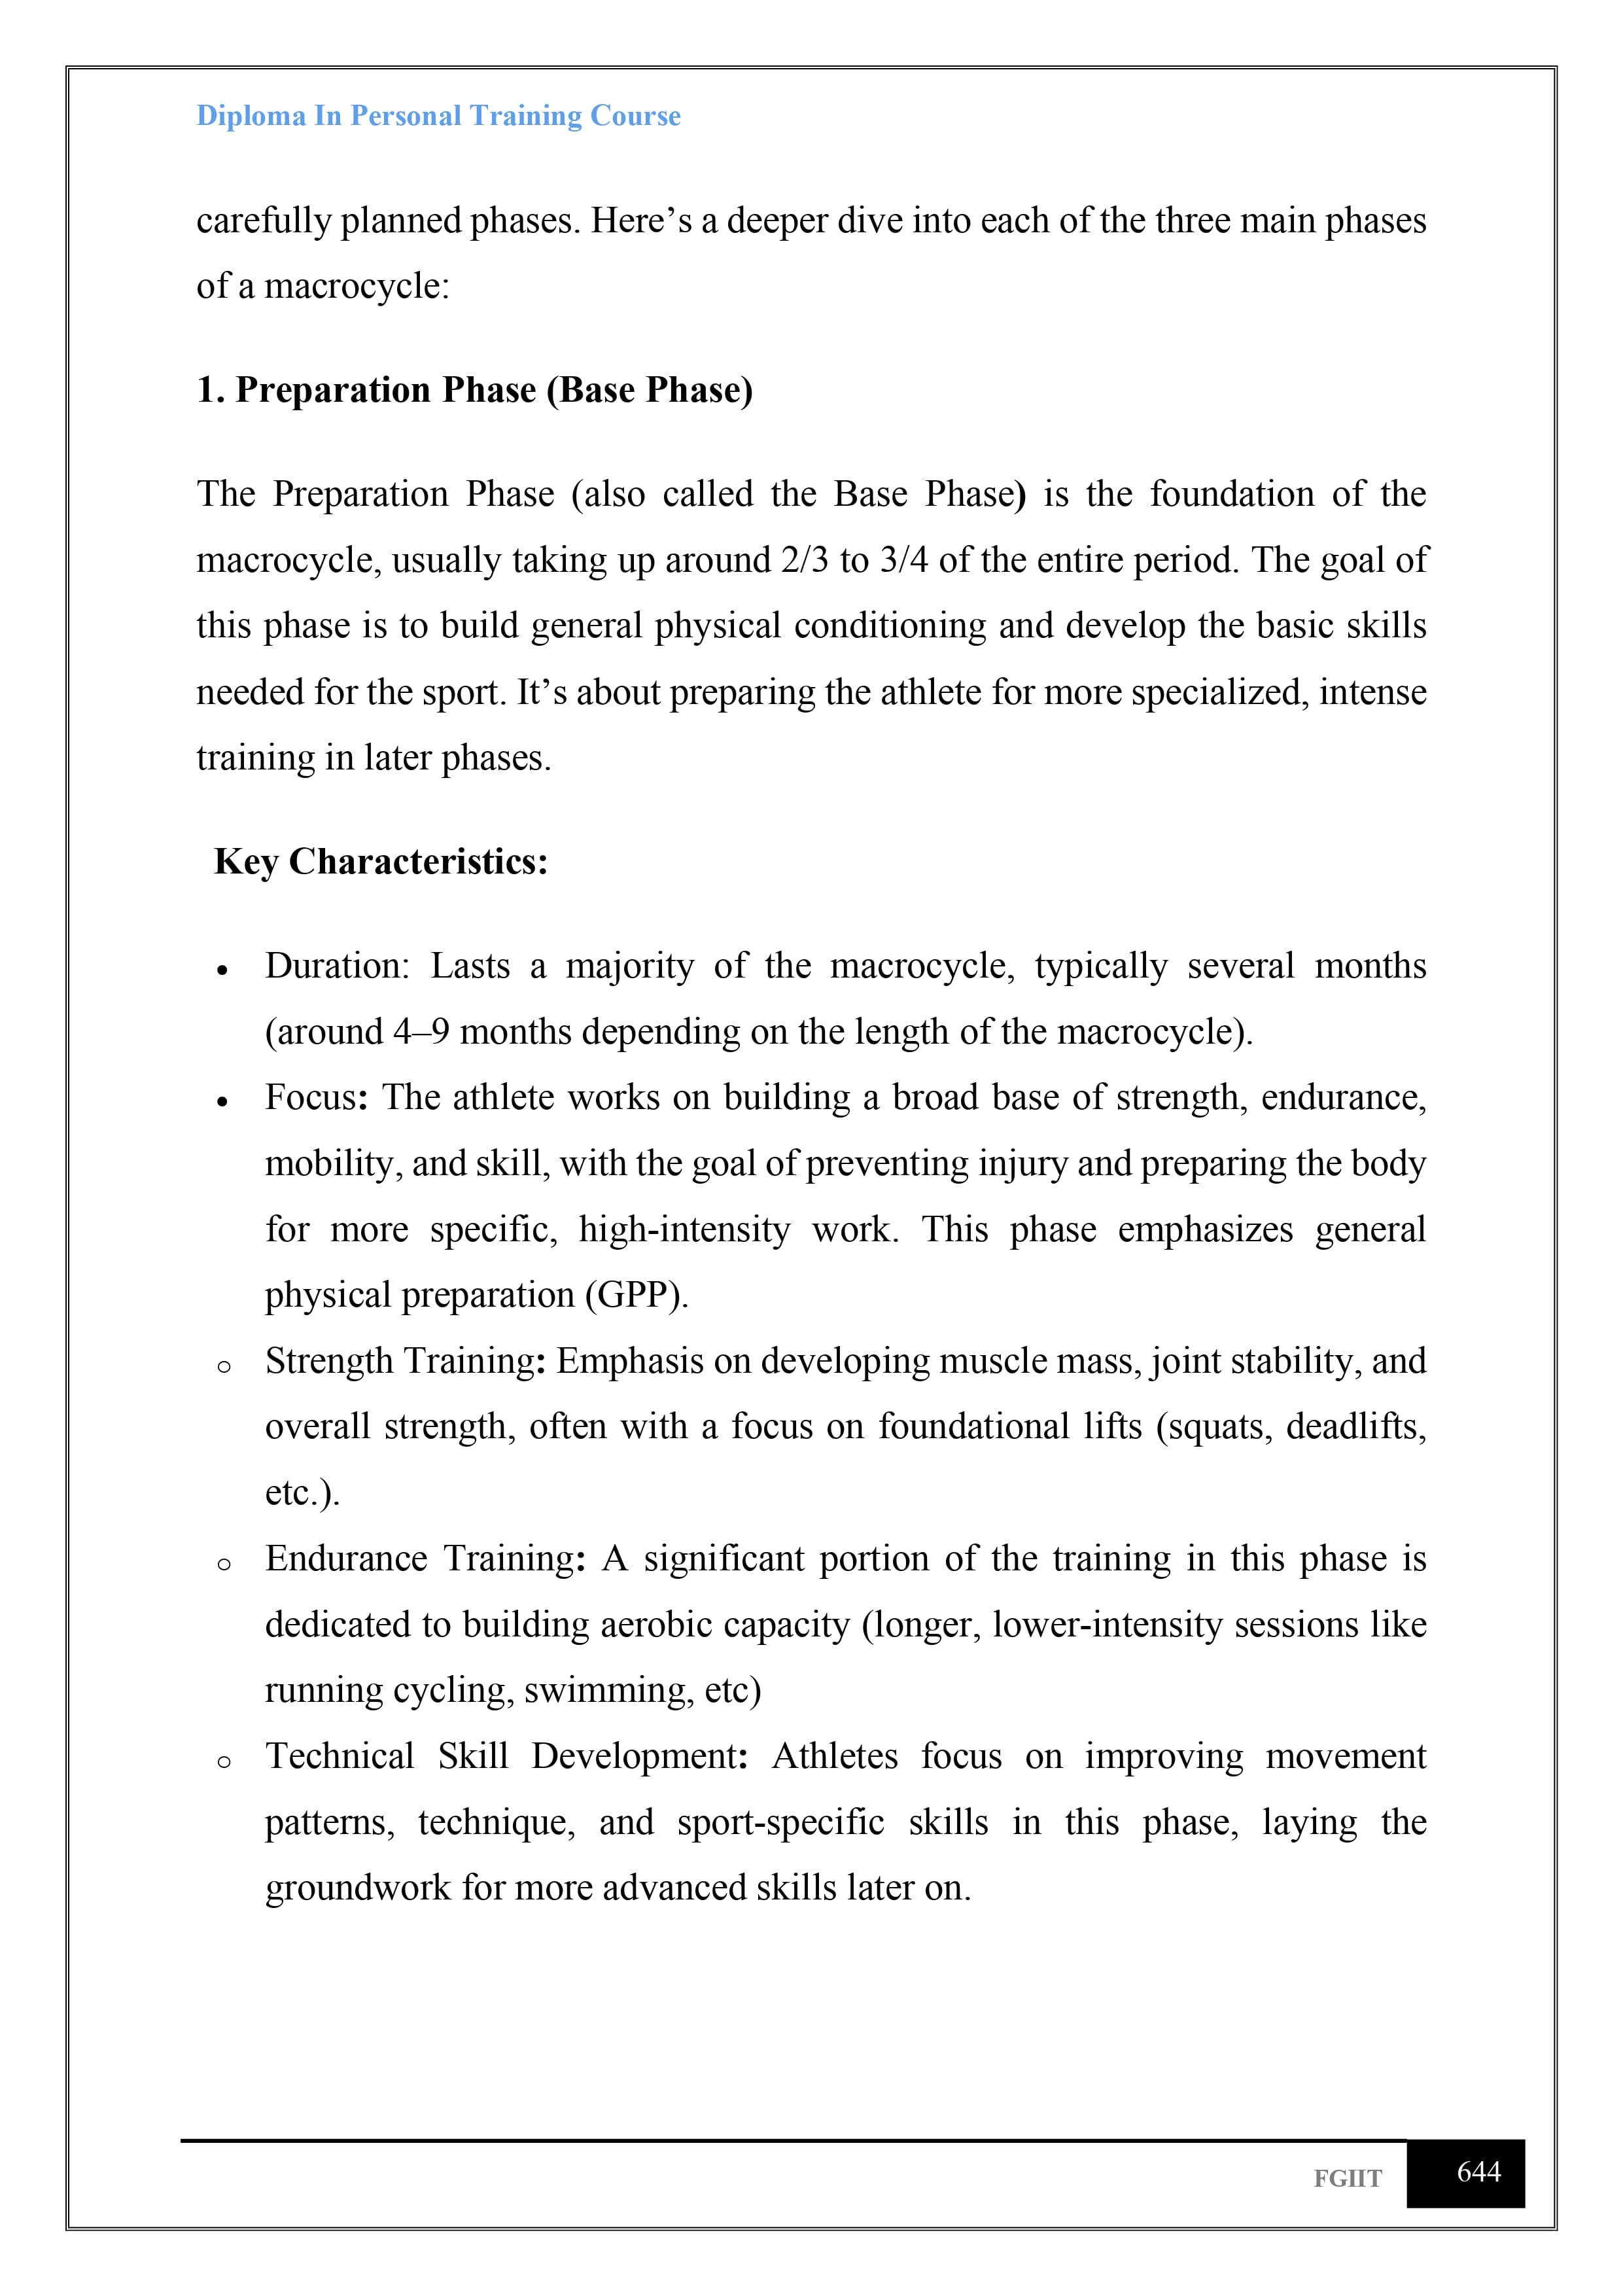 Diploma In Personal Training Course
carefully planned phases. Here’s a deeper dive into each of the three main phases
of a macrocycle:
1. Preparation Phase (Base Phase)
The Preparation Phase (also called the Base Phase) is the foundation of the
macrocycle, usually taking up around 2/3 to 3/4 of the entire period. The goal of
this phase is to build general physical conditioning and develop the basic skills
needed for the sport. It’s about preparing the athlete for more specialized, intense
training in later phases.
Key Characteristics:
• Duration: Lasts a majority of the macrocycle, typically several months
(around 4–9 months depending on the length of the macrocycle).
• Focus: The athlete works on building a broad base of strength, endurance,
mobility, and skill, with the goal of preventing injury and preparing the body
for more specific, high-intensity work. This phase emphasizes general
physical preparation (GPP).
o Strength Training: Emphasis on developing muscle mass, joint stability, and
overall strength, often with a focus on foundational lifts (squats, deadlifts,
etc.).
o Endurance Training: A significant portion of the training in this phase is
dedicated to building aerobic capacity (longer, lower-intensity sessions like
running cycling, swimming, etc)
o Technical Skill Development: Athletes focus on improving movement
patterns, technique, and sport-specific skills in this phase, laying the
groundwork for more advanced skills later on.
FGIIT 644